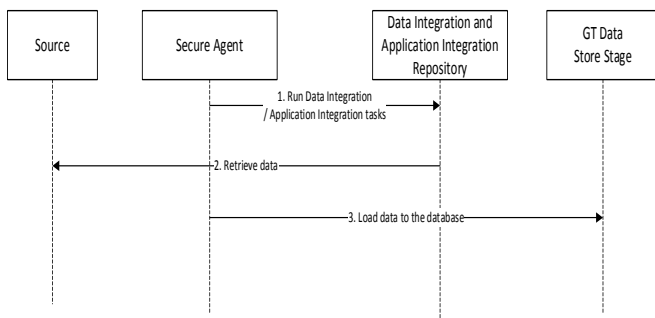 Source
Secure Agent
Data Integration and
Application Integration
Repository
GT Data
Store Stage
1. Run Data Integration
/ Application Integration tasks
2. Retrieve data
3. Load data to the database